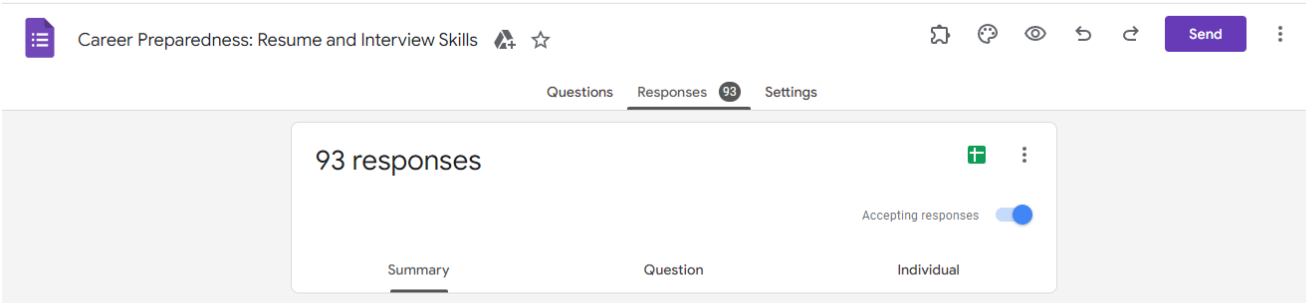 Career Preparedness: Resume and Interview Skills
Send
Questions Responses 93 Settings
93 responses
Accepting responses
Summary Question Individual